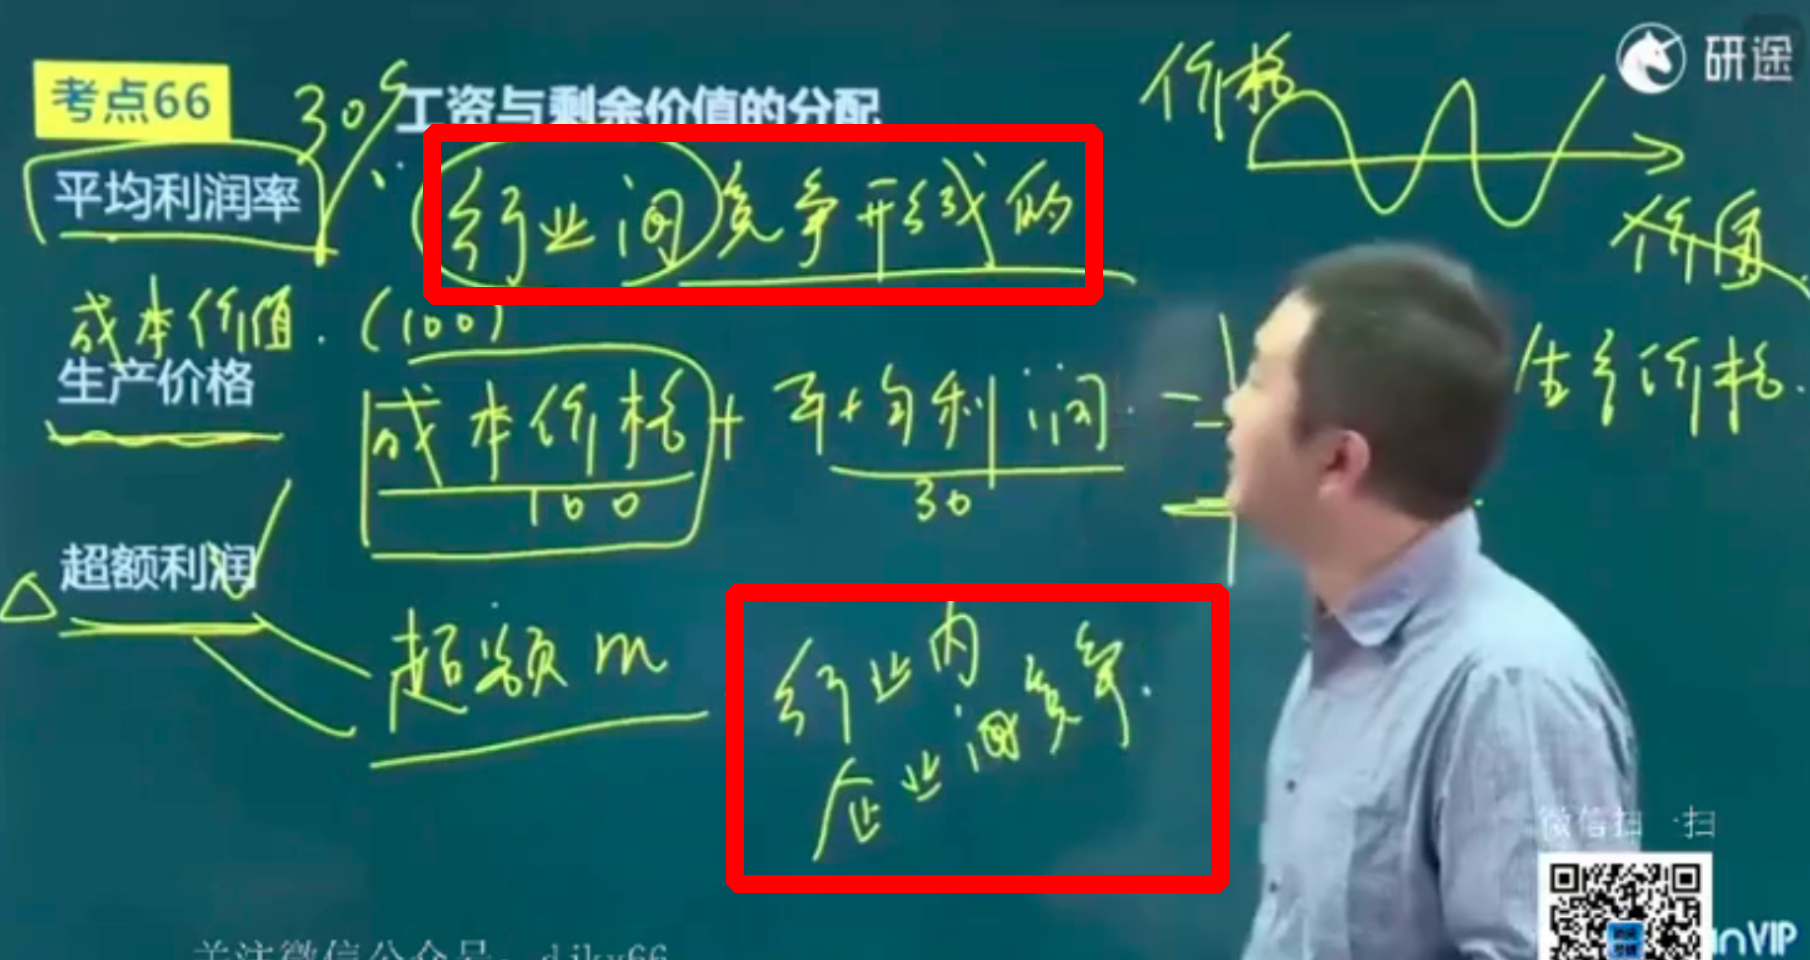 考点66
30%
工资与剩余价值的分配
价格
研途
平均利润率
行业间竞争形成的
价值
成本价值.(100)
生产价格
成本价格+平均利润
生产价格.
100
30
超额利润
超额m
行业内
企业间竞争.
微信扫一扫
关注微信公众号：djky66
VIP